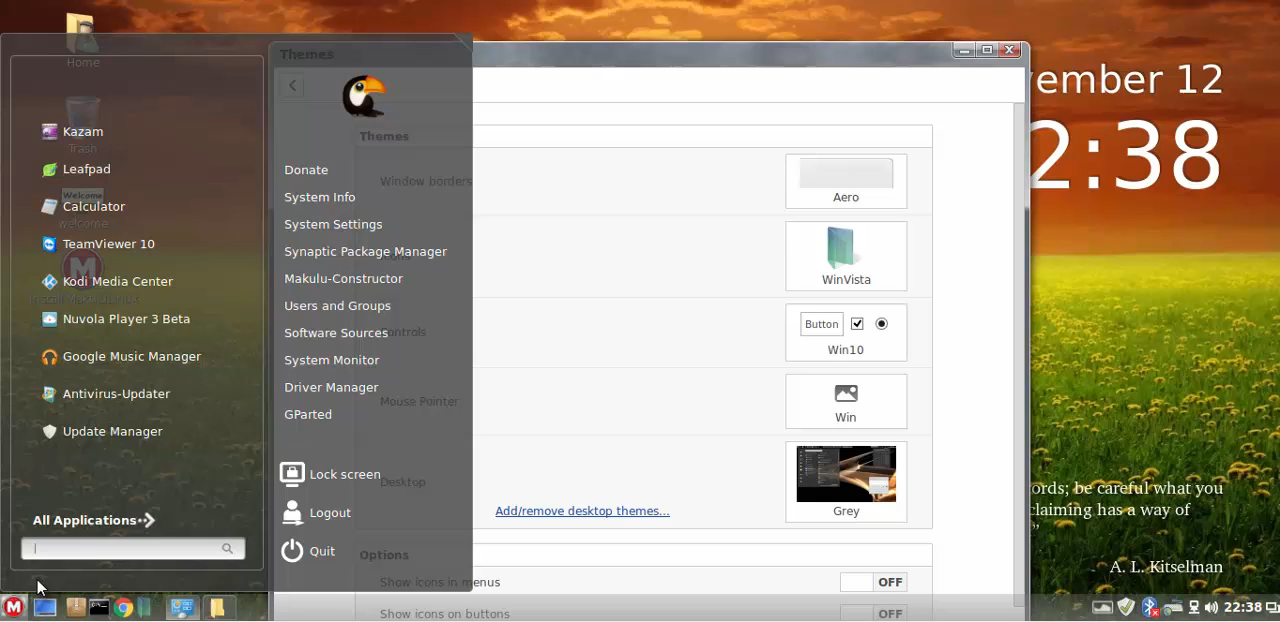 Home
Trash
Welcome
welcome
Kazam
Leafpad
Calculator
TeamViewer 10
Kodi Media Center
Nuvola Player 3 Beta
Google Music Manager
Antivirus-Updater
Update Manager
All Applications
Donate
System Info
System Settings
Synaptic Package Manager
Makulu-Constructor
Users and Groups
Software Sources
System Monitor
Driver Manager
GParted
Lock screen
Logout
Quit
Themes
Themes
Window borders
Aero
WinVista
Controls
Button
Win10
Mouse Pointer
Win
Desktop
Grey
Add/remove desktop themes...
Options
Show icons in menus
OFF
Show icons on buttons
OFF
vember 12
2:38
ords; be careful what you
claiming has a way of
”
A. L. Kitselman
22:38